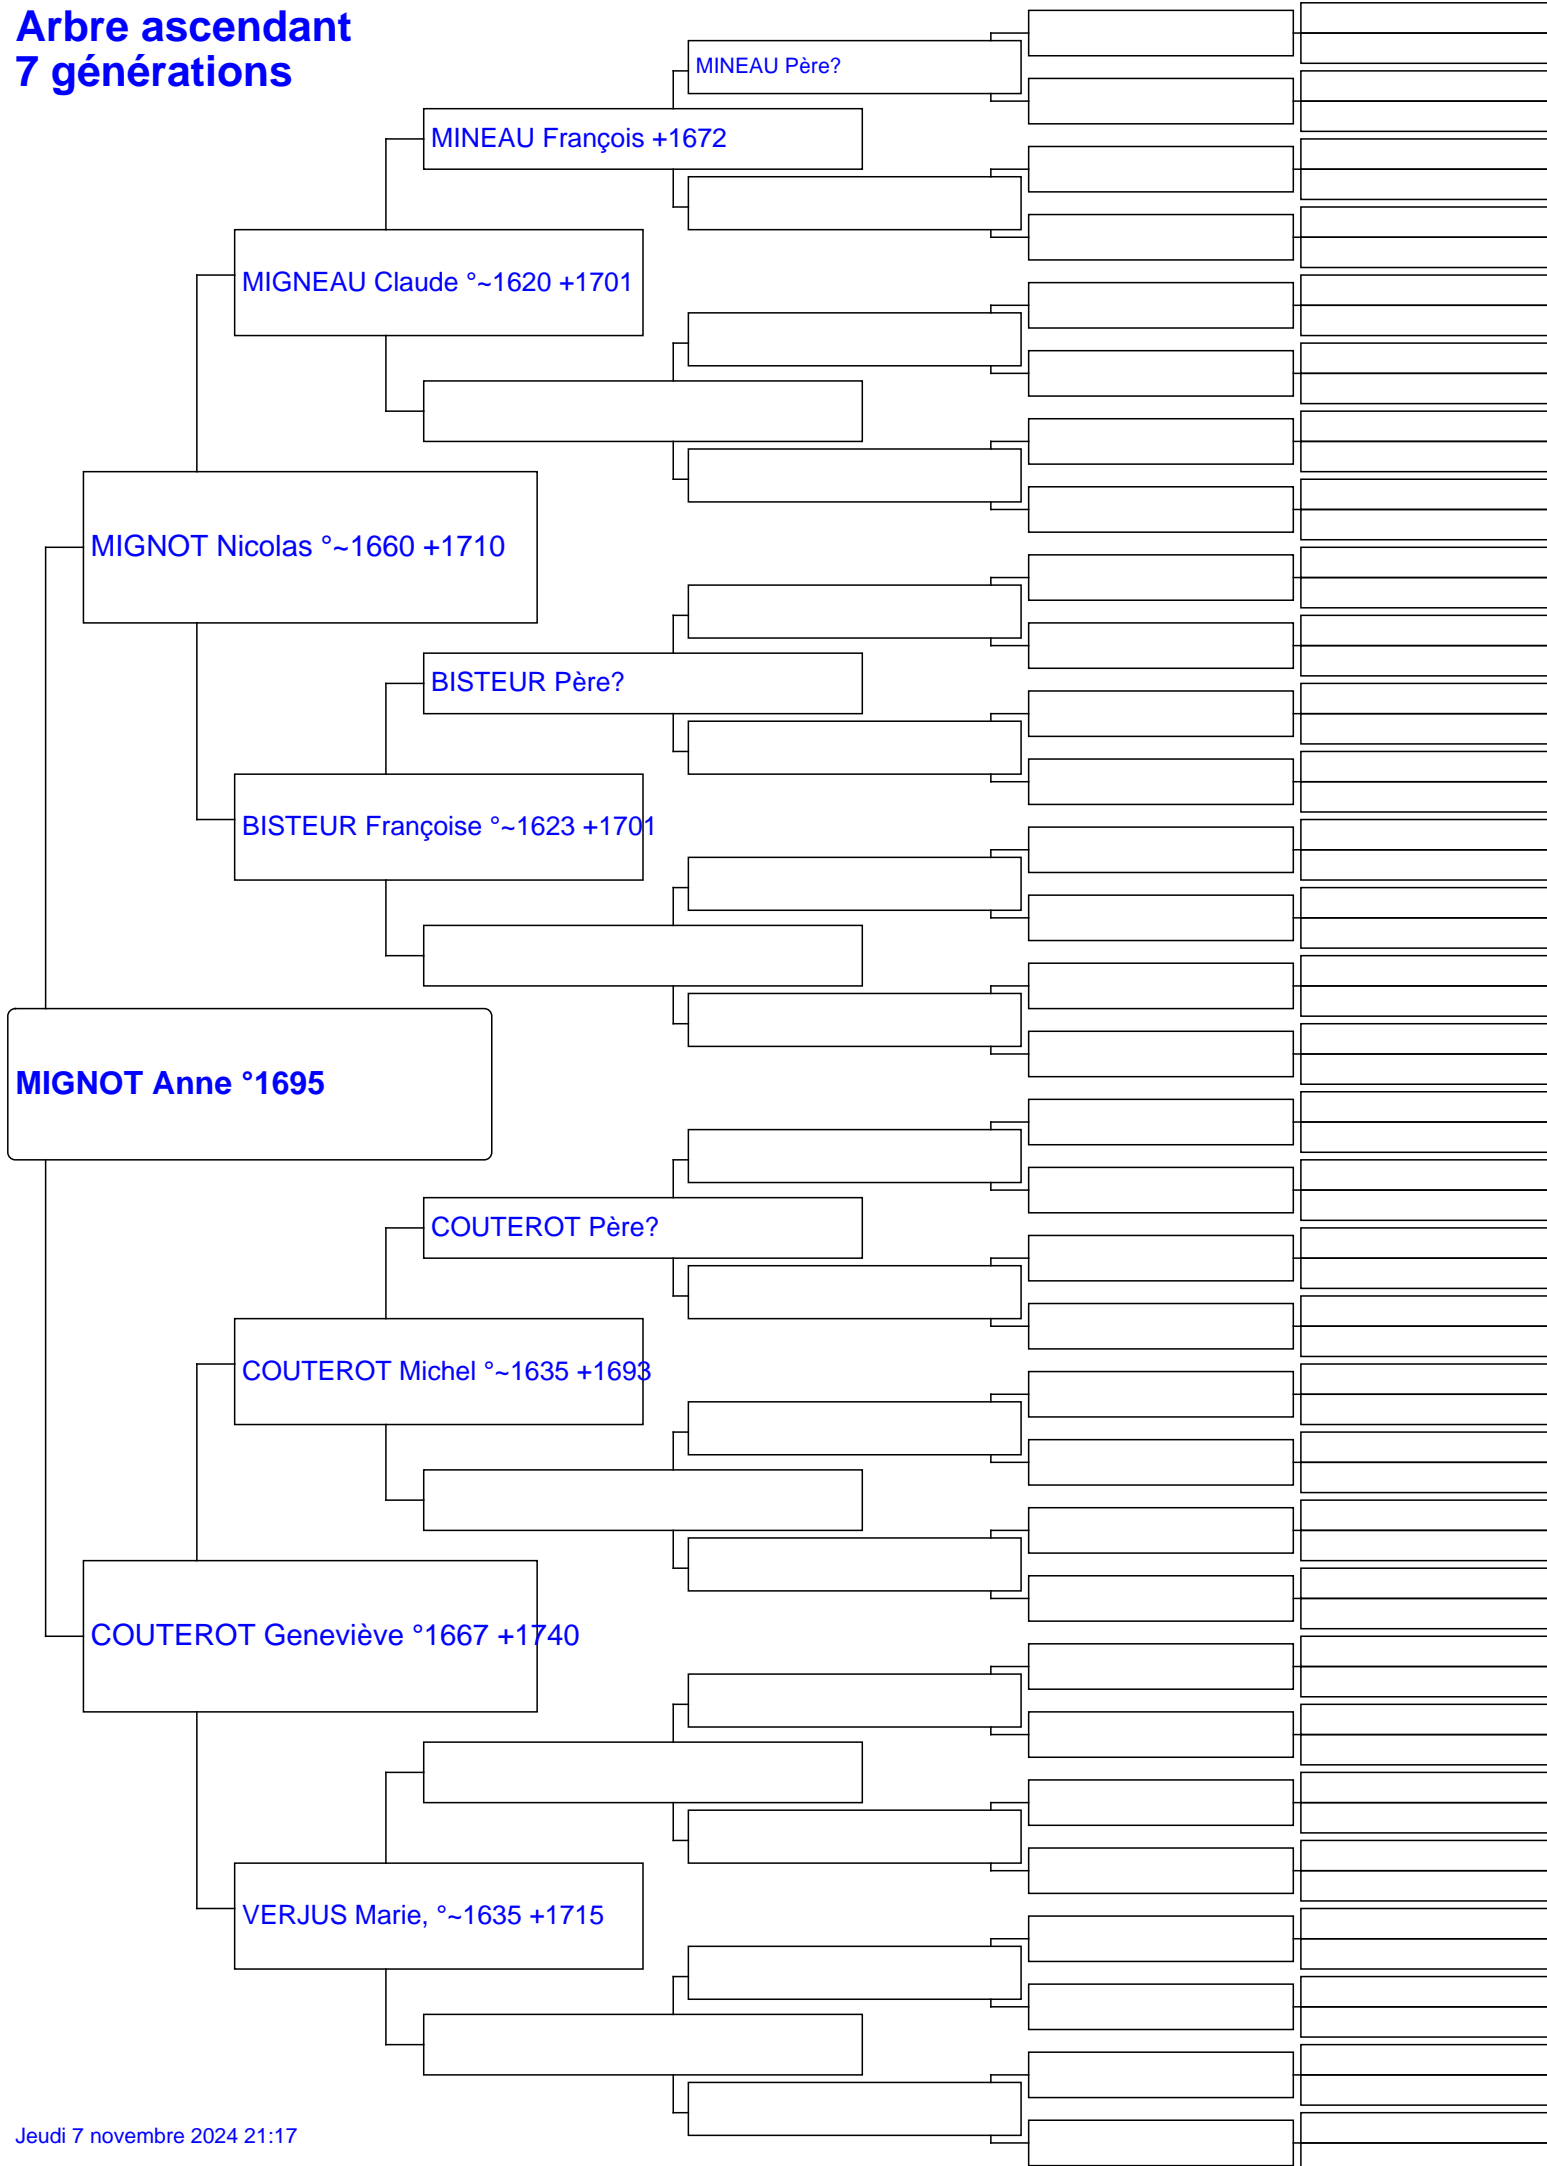 Arbre ascendant
7 générations
MINEAU Père?
MINEAU François +1672
MIGNEAU Claude °~1620 +1701
MIGNOT Nicolas °~1660 +1710
BISTEUR Père?
BISTEUR Françoise °~1623 +1701
MIGNOT Anne °1695
COUTEROT Père?
COUTEROT Michel °~1635 +1693
COUTEROT Geneviève °1667 +1740
VERJUS Marie, °~1635 +1715
Jeudi 7 novembre 2024 21:17